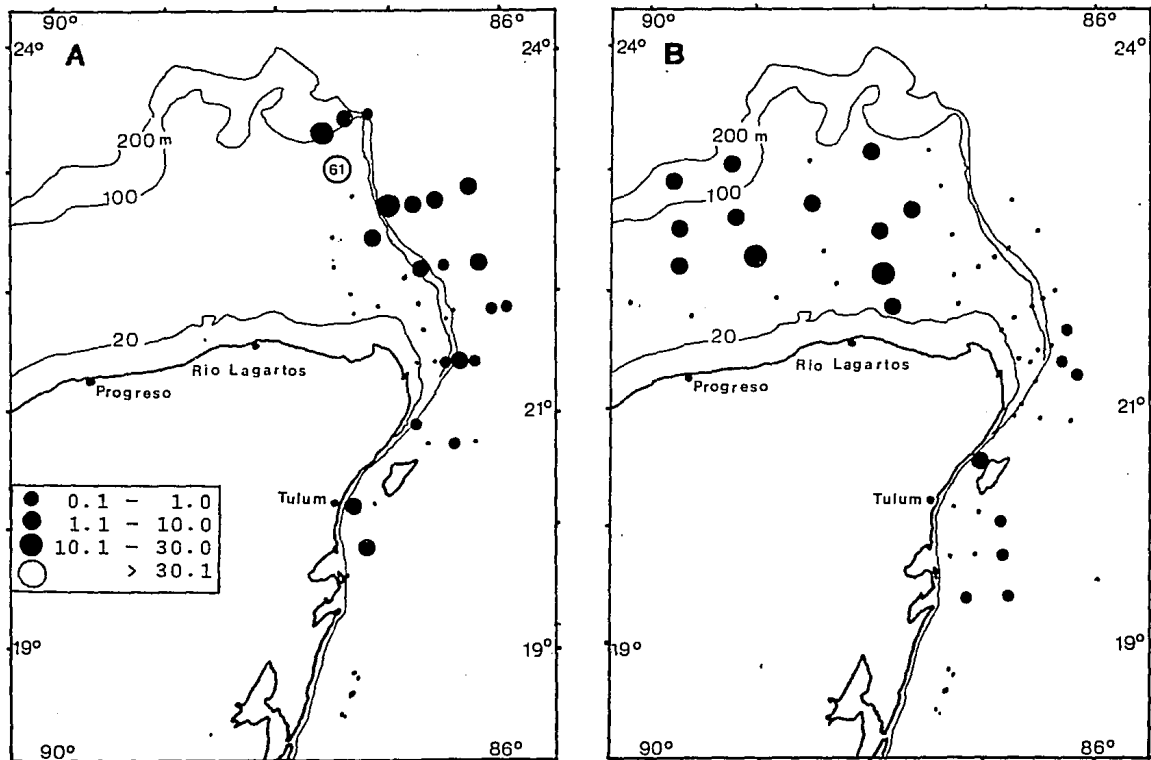 90° 86°
24° A 24°
200 m
61
100
20
Rio Lagartos
Progreso
21°
Tulum
0.1 - 1.0
1.1 - 10.0
10.1 - 30.0
> 30.1
19° 19°
90° 86°
90° 86°
24° B 24°
200 m
100
20
Rio Lagartos
Progreso
21°
Tulum
19° 19°
90° 86°